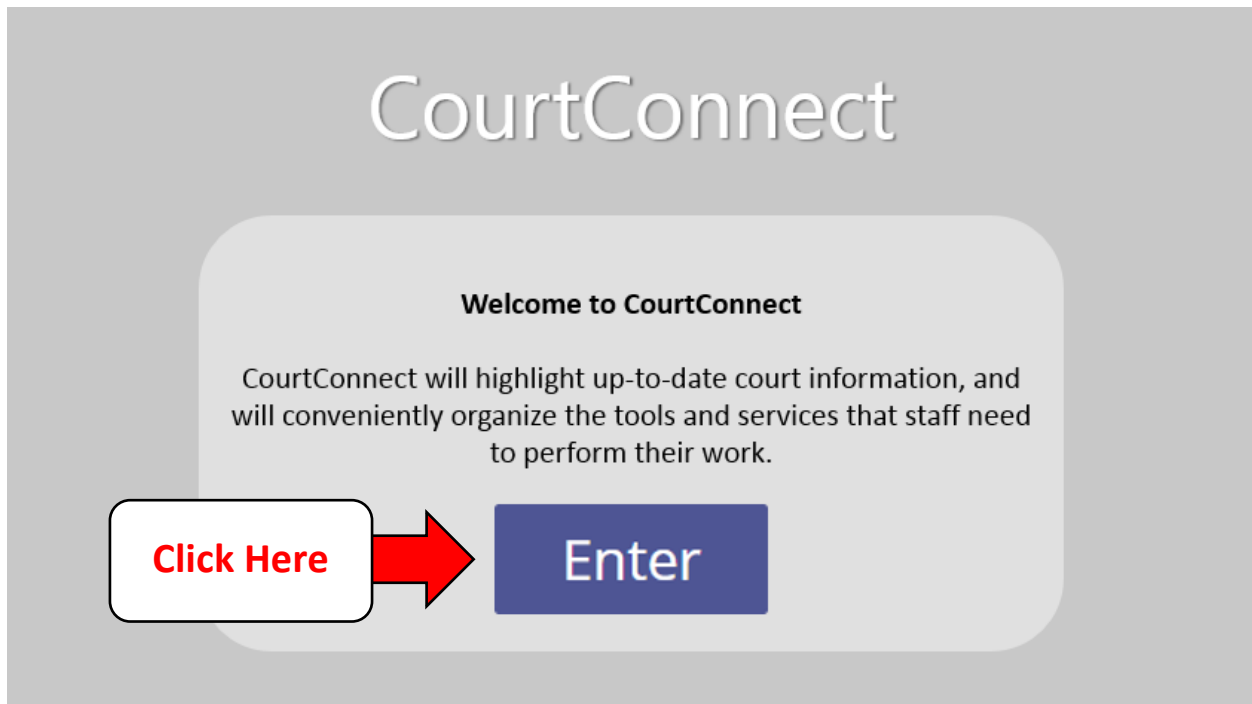 CourtConnect
Welcome to CourtConnect
CourtConnect will highlight up-to-date court information, and
will conveniently organize the tools and services that staff need
to perform their work.
Click Here
Enter